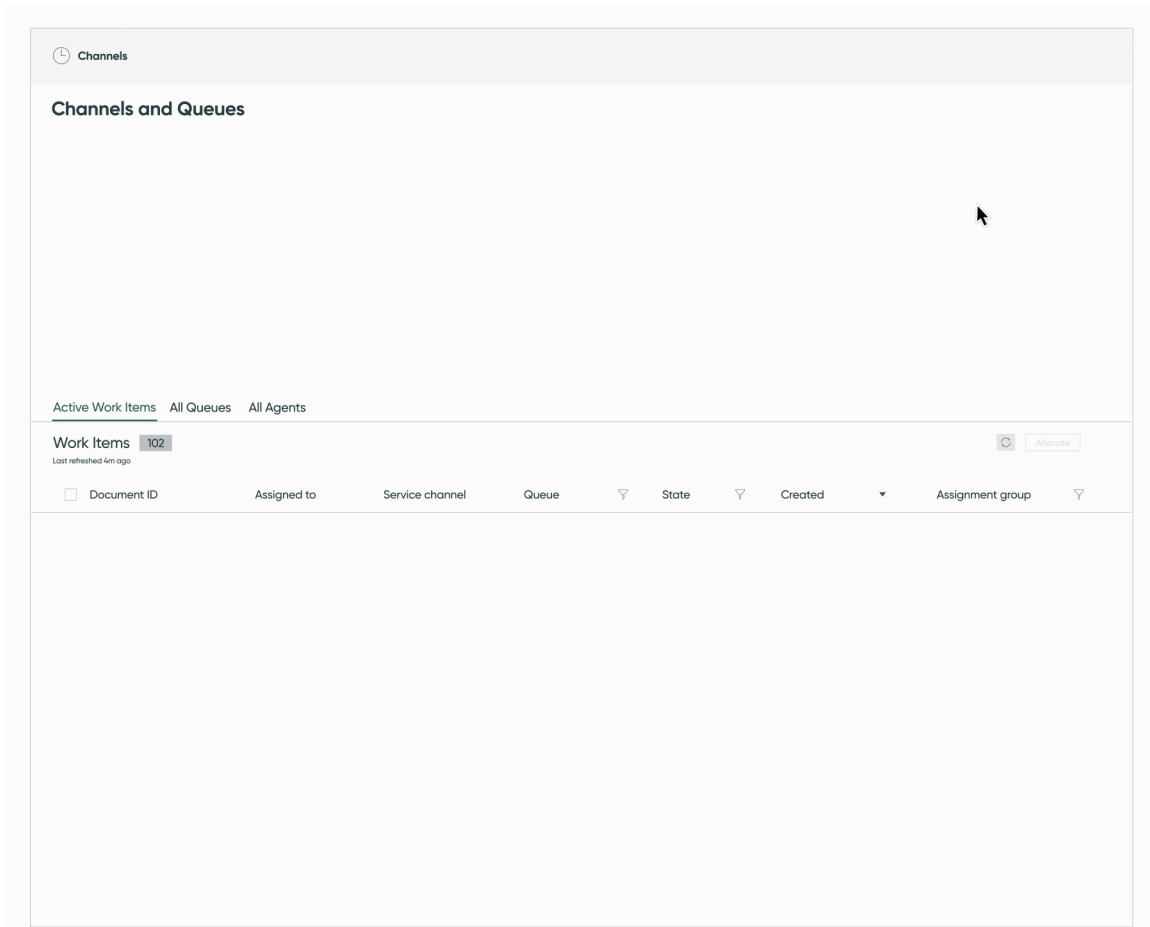 Channels
Channels and Queues
Active Work Items All Queues All Agents
Work Items 102
Allocate
Last refreshed 4m ago
Document ID Assigned to Service channel Queue State Created Assignment group